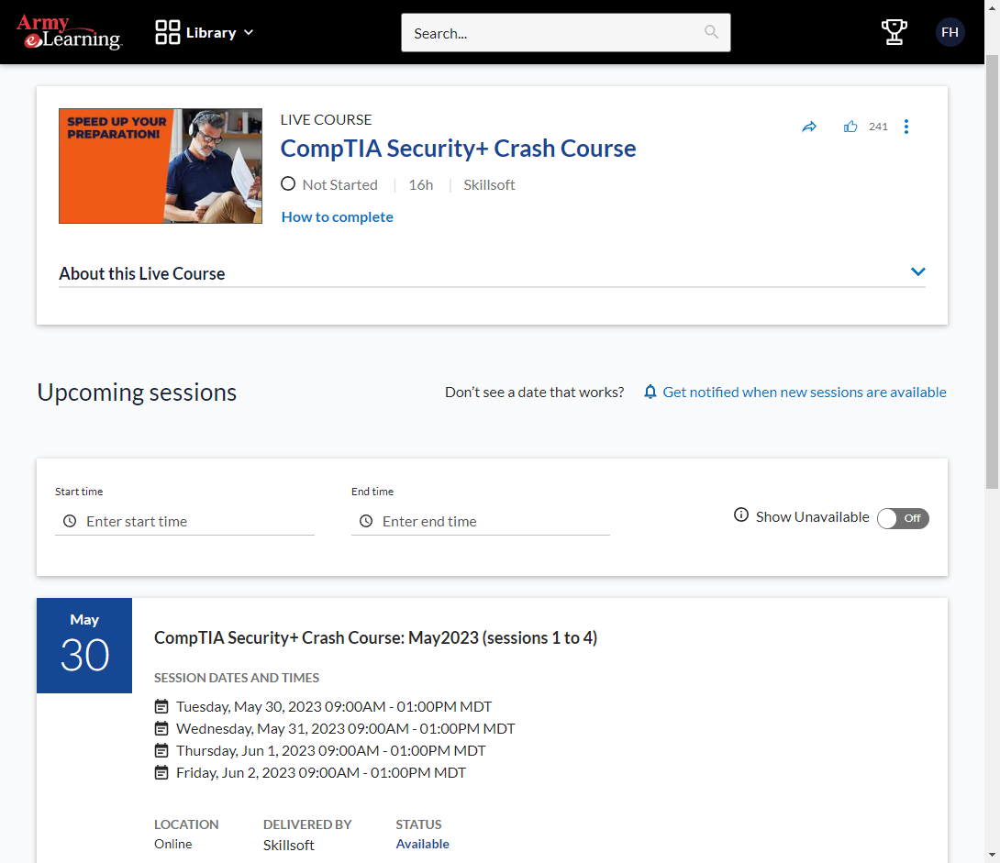 Army
eLearning
Library
Search...
FH
SPEED UP YOUR
PREPARATION!
LIVE COURSE
CompTIA Security+ Crash Course
241
Not Started | 16h | Skillsoft
How to complete
About this Live Course
Upcoming sessions
Don't see a date that works?
Get notified when new sessions are available
Start time
Enter start time
End time
Enter end time
Show Unavailable
Off
May
30
CompTIA Security+ Crash Course: May2023 (sessions 1 to 4)
SESSION DATES AND TIMES
Tuesday, May 30, 2023 09:00AM - 01:00PM MDT
Wednesday, May 31, 2023 09:00AM - 01:00PM MDT
Thursday, Jun 1, 2023 09:00AM - 01:00PM MDT
Friday, Jun 2, 2023 09:00AM - 01:00PM MDT
LOCATION
Online
DELIVERED BY
Skillsoft
STATUS
Available